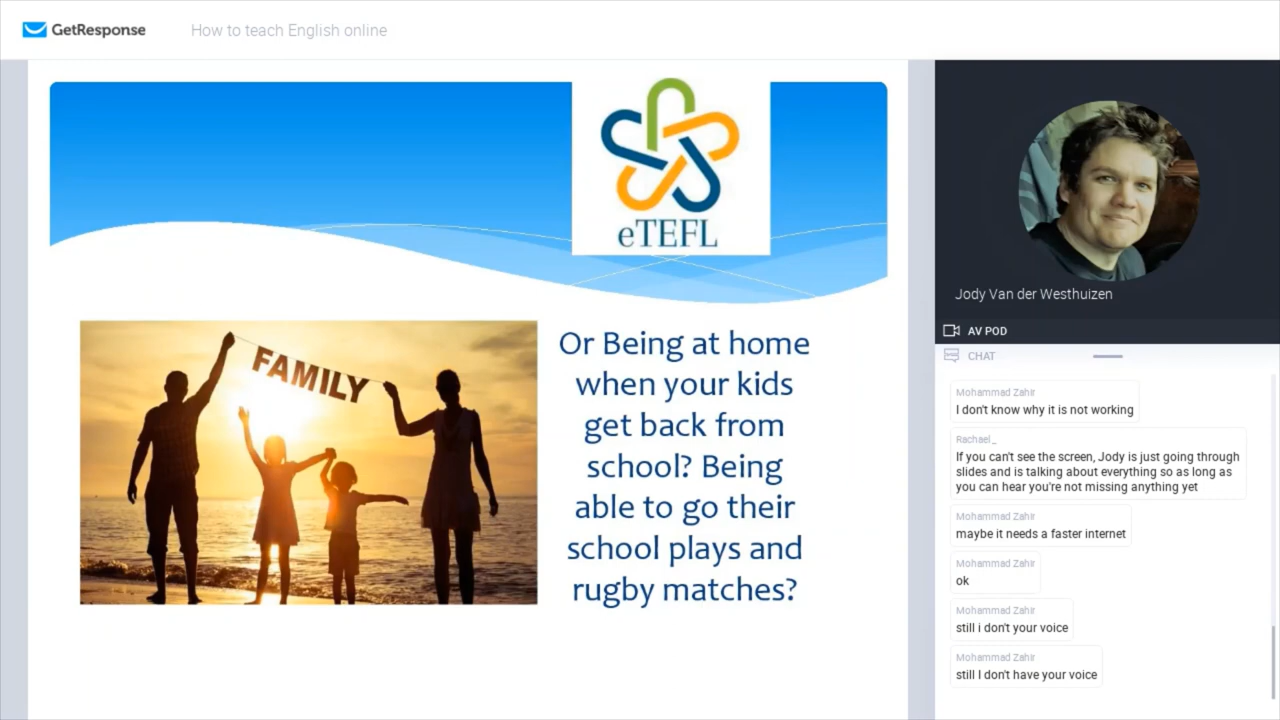 GetResponse
How to teach English online
eTEFL
FAMILY
Or Being at home
when your kids
get back from
school? Being
able to go their
school plays and
rugby matches?
Jody Van der Westhuizen
AV POD
CHAT
Mohammad Zahir
I don't know why it is not working
Rachael _
If you can't see the screen, Jody is just going through
slides and is talking about everything so as long as
you can hear you're not missing anything yet
Mohammad Zahir
maybe it needs a faster internet
Mohammad Zahir
ok
Mohammad Zahir
still i don't your voice
Mohammad Zahir
still I don't have your voice